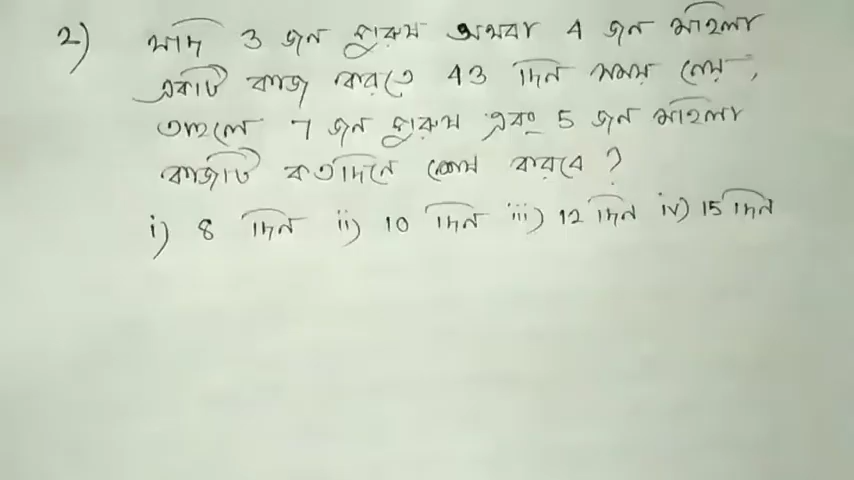 2) যদি 3 জন পুরুষ অথবা 4 জন মহিলা
একটি কাজ করতে 43 দিন সময় নেয়,
তাহলে 7 জন পুরুষ এবং 5 জন মহিলা
কাজটি কতদিনে শেষ করবে ?
i) 8 দিন ii) 10 দিন iii) 12 দিন iv) 15 দিন